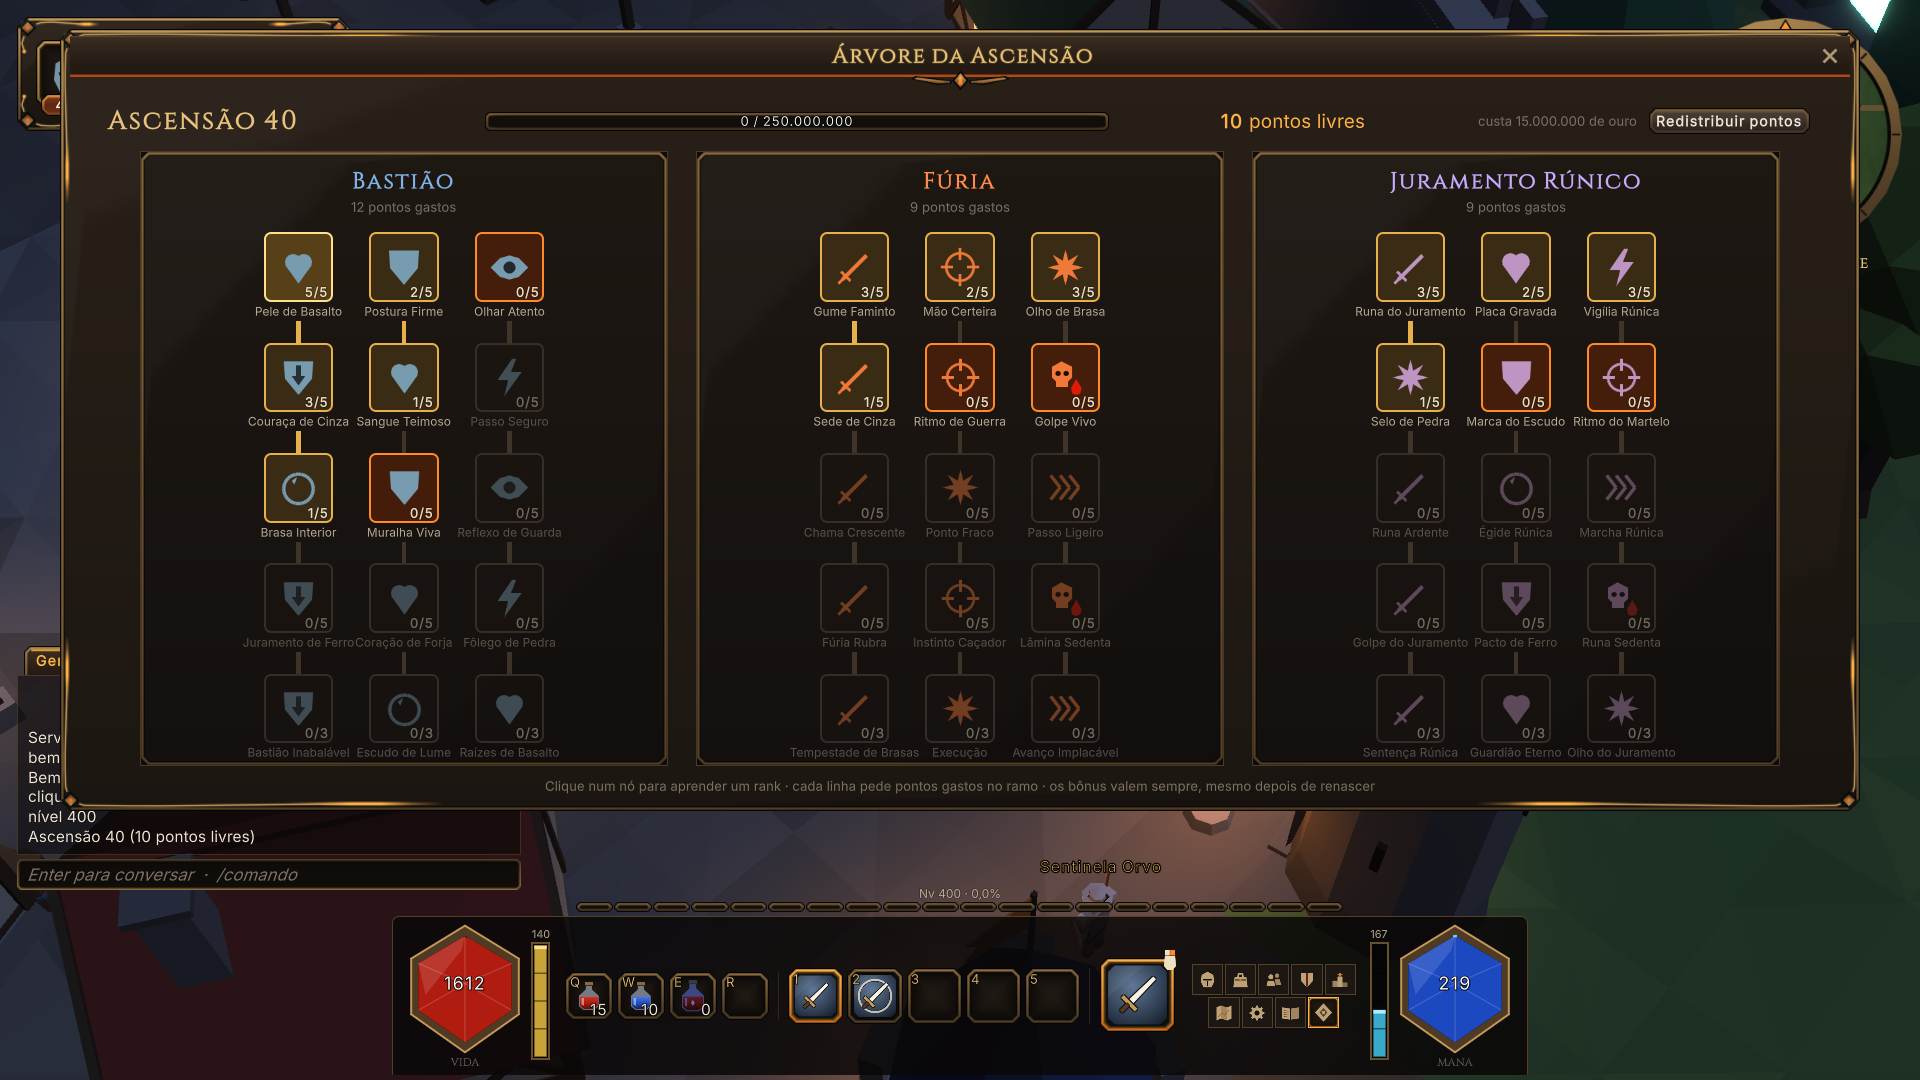 Árvore da Ascensão
Ascensão 40
0 / 250.000.000
10 pontos livres
custa 15.000.000 de ouro
Redistribuir pontos
Bastião
12 pontos gastos
5/5
2/5
0/5
Pele de Basalto
Postura Firme
Olhar Atento
3/5
1/5
0/5
Couraça de Cinza
Sangue Teimoso
Passo Seguro
1/5
0/5
0/5
Brasa Interior
Muralha Viva
Reflexo de Guarda
0/5
0/5
0/5
Juramento de Ferro
Coração de Forja
Fôlego de Pedra
0/3
0/3
0/3
Bastião Inabalável
Escudo de Lume
Raízes de Basalto
Fúria
9 pontos gastos
3/5
2/5
3/5
Gume Faminto
Mão Certeira
Olho de Brasa
1/5
0/5
0/5
Sede de Cinza
Ritmo de Guerra
Golpe Vivo
0/5
0/5
0/5
Chama Crescente
Ponto Fraco
Passo Ligeiro
0/5
0/5
0/5
Fúria Rubra
Instinto Caçador
Lâmina Sedenta
0/3
0/3
0/3
Tempestade de Brasas
Execução
Avanço Implacável
Juramento Rúnico
9 pontos gastos
3/5
2/5
3/5
Runa do Juramento
Placa Gravada
Vigília Rúnica
1/5
0/5
0/5
Selo de Pedra
Marca do Escudo
Ritmo do Martelo
0/5
0/5
0/5
Runa Ardente
Égide Rúnica
Marcha Rúnica
0/5
0/5
0/5
Golpe do Juramento
Pacto de Ferro
Runa Sedenta
0/3
0/3
0/3
Sentença Rúnica
Guardião Eterno
Olho do Juramento
Clique num nó para aprender um rank · cada linha pede pontos gastos no ramo · os bônus valem sempre, mesmo depois de renascer
E
Ger
Serv
bem
Bem
cliqu
nível 400
Ascensão 40 (10 pontos livres)
Enter para conversar · /comando
Sentinela Orvo
Nv 400 · 0,0%
1612
VIDA
140
Q
15
W
10
E
0
R
1
2
3
4
5
167
219
MANA